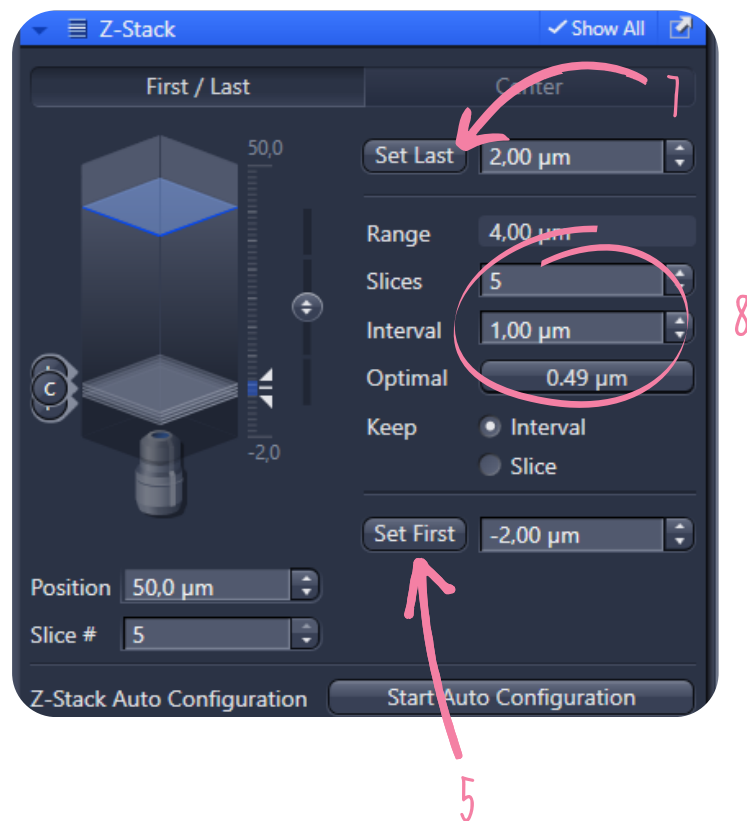 Z-Stack Show All
First / Last Center
7
50,0
Set Last 2,00 µm
Range 4,00 µm
Slices 5
8
Interval 1,00 µm
Optimal 0.49 µm
C
Keep Interval
-2,0
Slice
Set First -2,00 µm
Position 50,0 µm
Slice # 5
Z-Stack Auto Configuration Start Auto Configuration
5